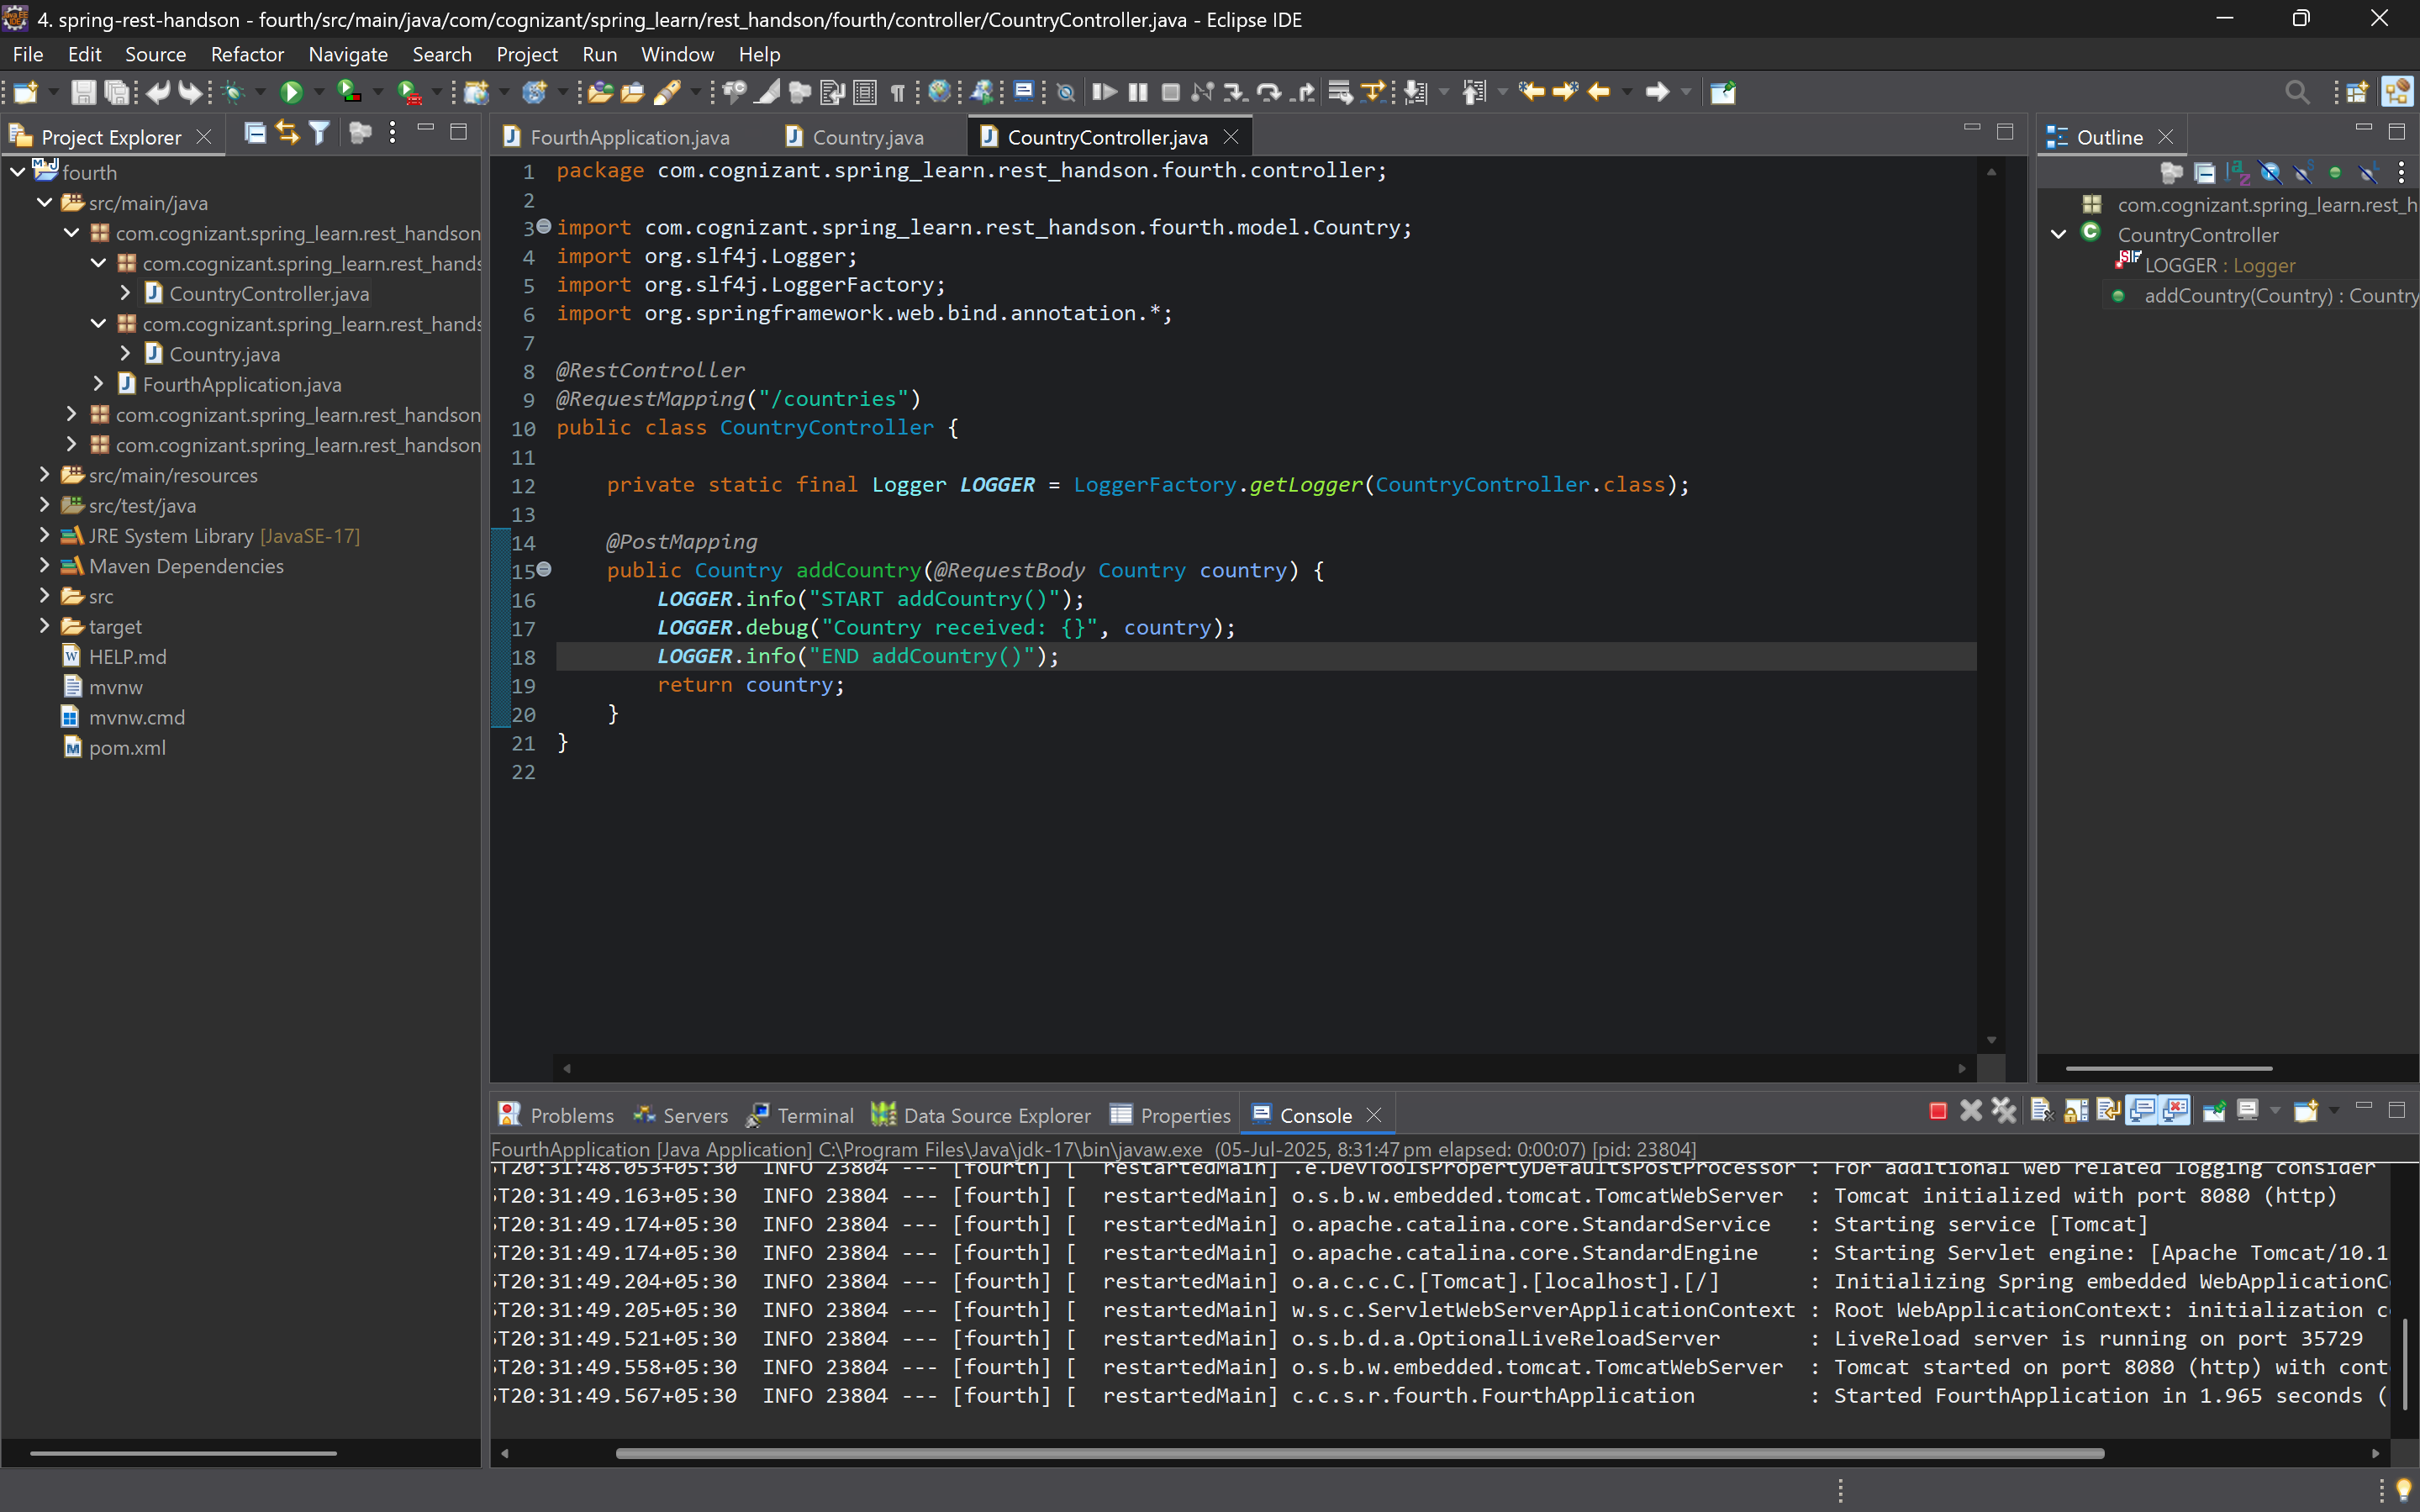 4. spring-rest-handson - fourth/src/main/java/com/cognizant/spring_learn/rest_handson/fourth/controller/CountryController.java - Eclipse IDE
File Edit Source Refactor Navigate Search Project Run Window Help
Project Explorer
fourth
src/main/java
com.cognizant.spring_learn.rest_handson
com.cognizant.spring_learn.rest_hands
CountryController.java
com.cognizant.spring_learn.rest_hands
Country.java
FourthApplication.java
com.cognizant.spring_learn.rest_handson
com.cognizant.spring_learn.rest_handson
src/main/resources
src/test/java
JRE System Library [JavaSE-17]
Maven Dependencies
src
target
HELP.md
mvnw
mvnw.cmd
pom.xml
FourthApplication.java Country.java CountryController.java
1 package com.cognizant.spring_learn.rest_handson.fourth.controller;
2
3 import com.cognizant.spring_learn.rest_handson.fourth.model.Country;
4 import org.slf4j.Logger;
5 import org.slf4j.LoggerFactory;
6 import org.springframework.web.bind.annotation.*;
7
8 @RestController
9 @RequestMapping("/countries")
10 public class CountryController {
11
12 private static final Logger LOGGER = LoggerFactory.getLogger(CountryController.class);
13
14 @PostMapping
15 public Country addCountry(@RequestBody Country country) {
16 LOGGER.info("START addCountry()");
17 LOGGER.debug("Country received: {}", country);
18 LOGGER.info("END addCountry()");
19 return country;
20 }
21 }
22
Outline
com.cognizant.spring_learn.rest_h
CountryController
LOGGER : Logger
addCountry(Country) : Country
Problems Servers Terminal Data Source Explorer Properties Console
FourthApplication [Java Application] C:\Program Files\Java\jdk-17\bin\javaw.exe (05-Jul-2025, 8:31:47 pm elapsed: 0:00:07) [pid: 23804]
T20:31:48.053+05:30 INFO 23804 --- [fourth] [ restartedMain] .e.DevToolsPropertyDefaultsPostProcessor : For additional web related logging consider
T20:31:49.163+05:30 INFO 23804 --- [fourth] [ restartedMain] o.s.b.w.embedded.tomcat.TomcatWebServer : Tomcat initialized with port 8080 (http)
T20:31:49.174+05:30 INFO 23804 --- [fourth] [ restartedMain] o.apache.catalina.core.StandardService : Starting service [Tomcat]
T20:31:49.174+05:30 INFO 23804 --- [fourth] [ restartedMain] o.apache.catalina.core.StandardEngine : Starting Servlet engine: [Apache Tomcat/10.1
T20:31:49.204+05:30 INFO 23804 --- [fourth] [ restartedMain] o.a.c.c.C.[Tomcat].[localhost].[/] : Initializing Spring embedded WebApplicationC
T20:31:49.205+05:30 INFO 23804 --- [fourth] [ restartedMain] w.s.c.ServletWebServerApplicationContext : Root WebApplicationContext: initialization c
T20:31:49.521+05:30 INFO 23804 --- [fourth] [ restartedMain] o.s.b.d.a.OptionalLiveReloadServer : LiveReload server is running on port 35729
T20:31:49.558+05:30 INFO 23804 --- [fourth] [ restartedMain] o.s.b.w.embedded.tomcat.TomcatWebServer : Tomcat started on port 8080 (http) with cont
T20:31:49.567+05:30 INFO 23804 --- [fourth] [ restartedMain] c.c.s.r.fourth.FourthApplication : Started FourthApplication in 1.965 seconds (